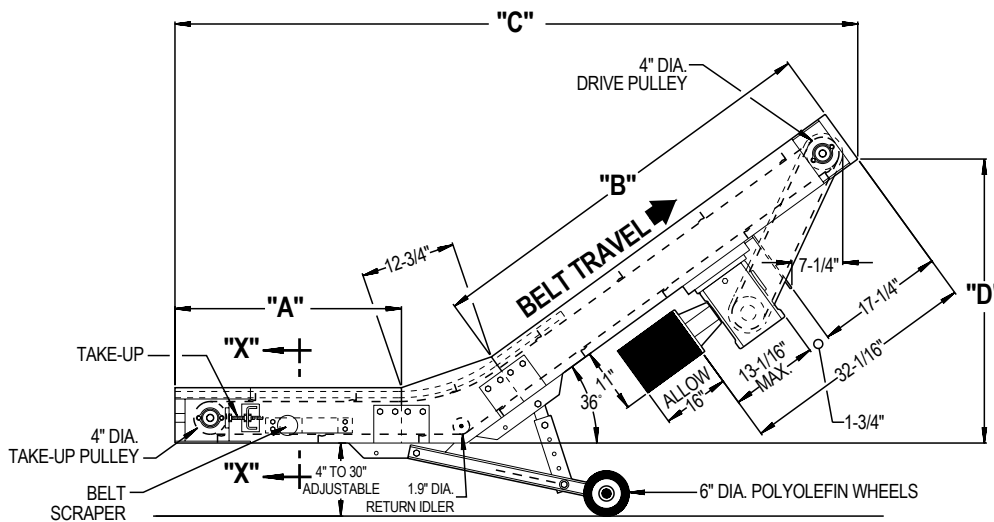 "C"
4" DIA.
DRIVE PULLEY
"B"
BELT TRAVEL
12-3/4"
7-1/4"
17-1/4"
"D"
"A"
"X"
TAKE-UP
13-1/16"
MAX.
32-1/16"
11"
ALLOW
16"
36°
1-3/4"
4" DIA.
TAKE-UP PULLEY
"X"
4" TO 30"
ADJUSTABLE
1.9" DIA.
RETURN IDLER
BELT
SCRAPER
6" DIA. POLYOLEFIN WHEELS